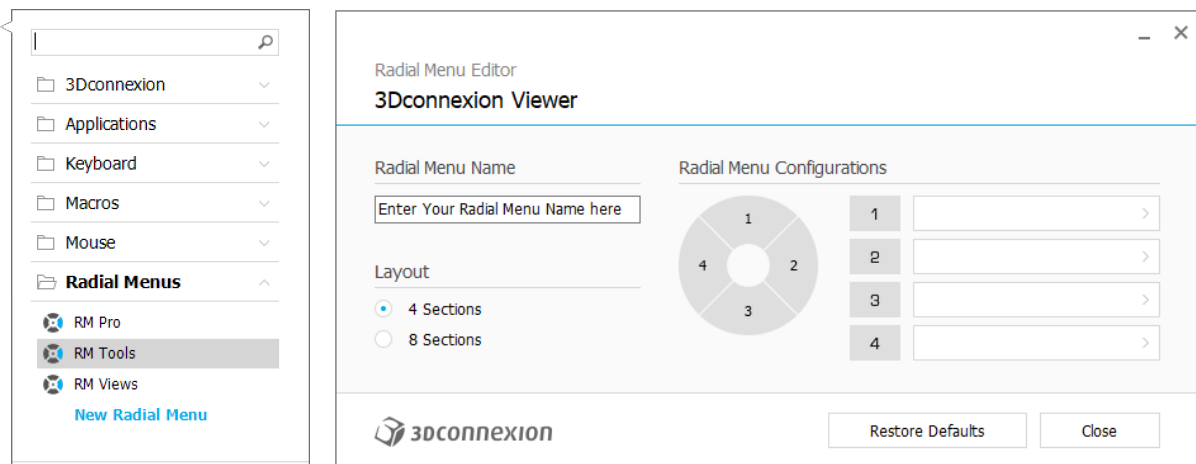 3Dconnexion
Applications
Keyboard
Macros
Mouse
Radial Menus
RM Pro
RM Tools
RM Views
New Radial Menu
Radial Menu Editor
3Dconnexion Viewer
Radial Menu Name
Enter Your Radial Menu Name here
Layout
4 Sections
8 Sections
Radial Menu Configurations
1
4 2
3
1
2
3
4
3Dconnexion
Restore Defaults Close